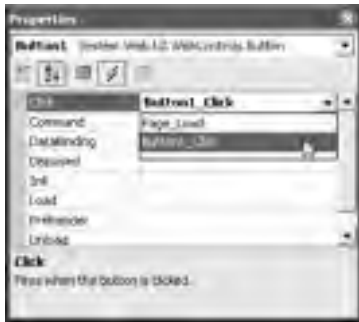 Properties
Button1 System.Web.UI.WebControls.Button
Click Button1_Click
Command Page_Load
DataBinding Button1_Click
Disposed
Init
Load
PreRender
Unload
Click
Fires when the button is clicked.